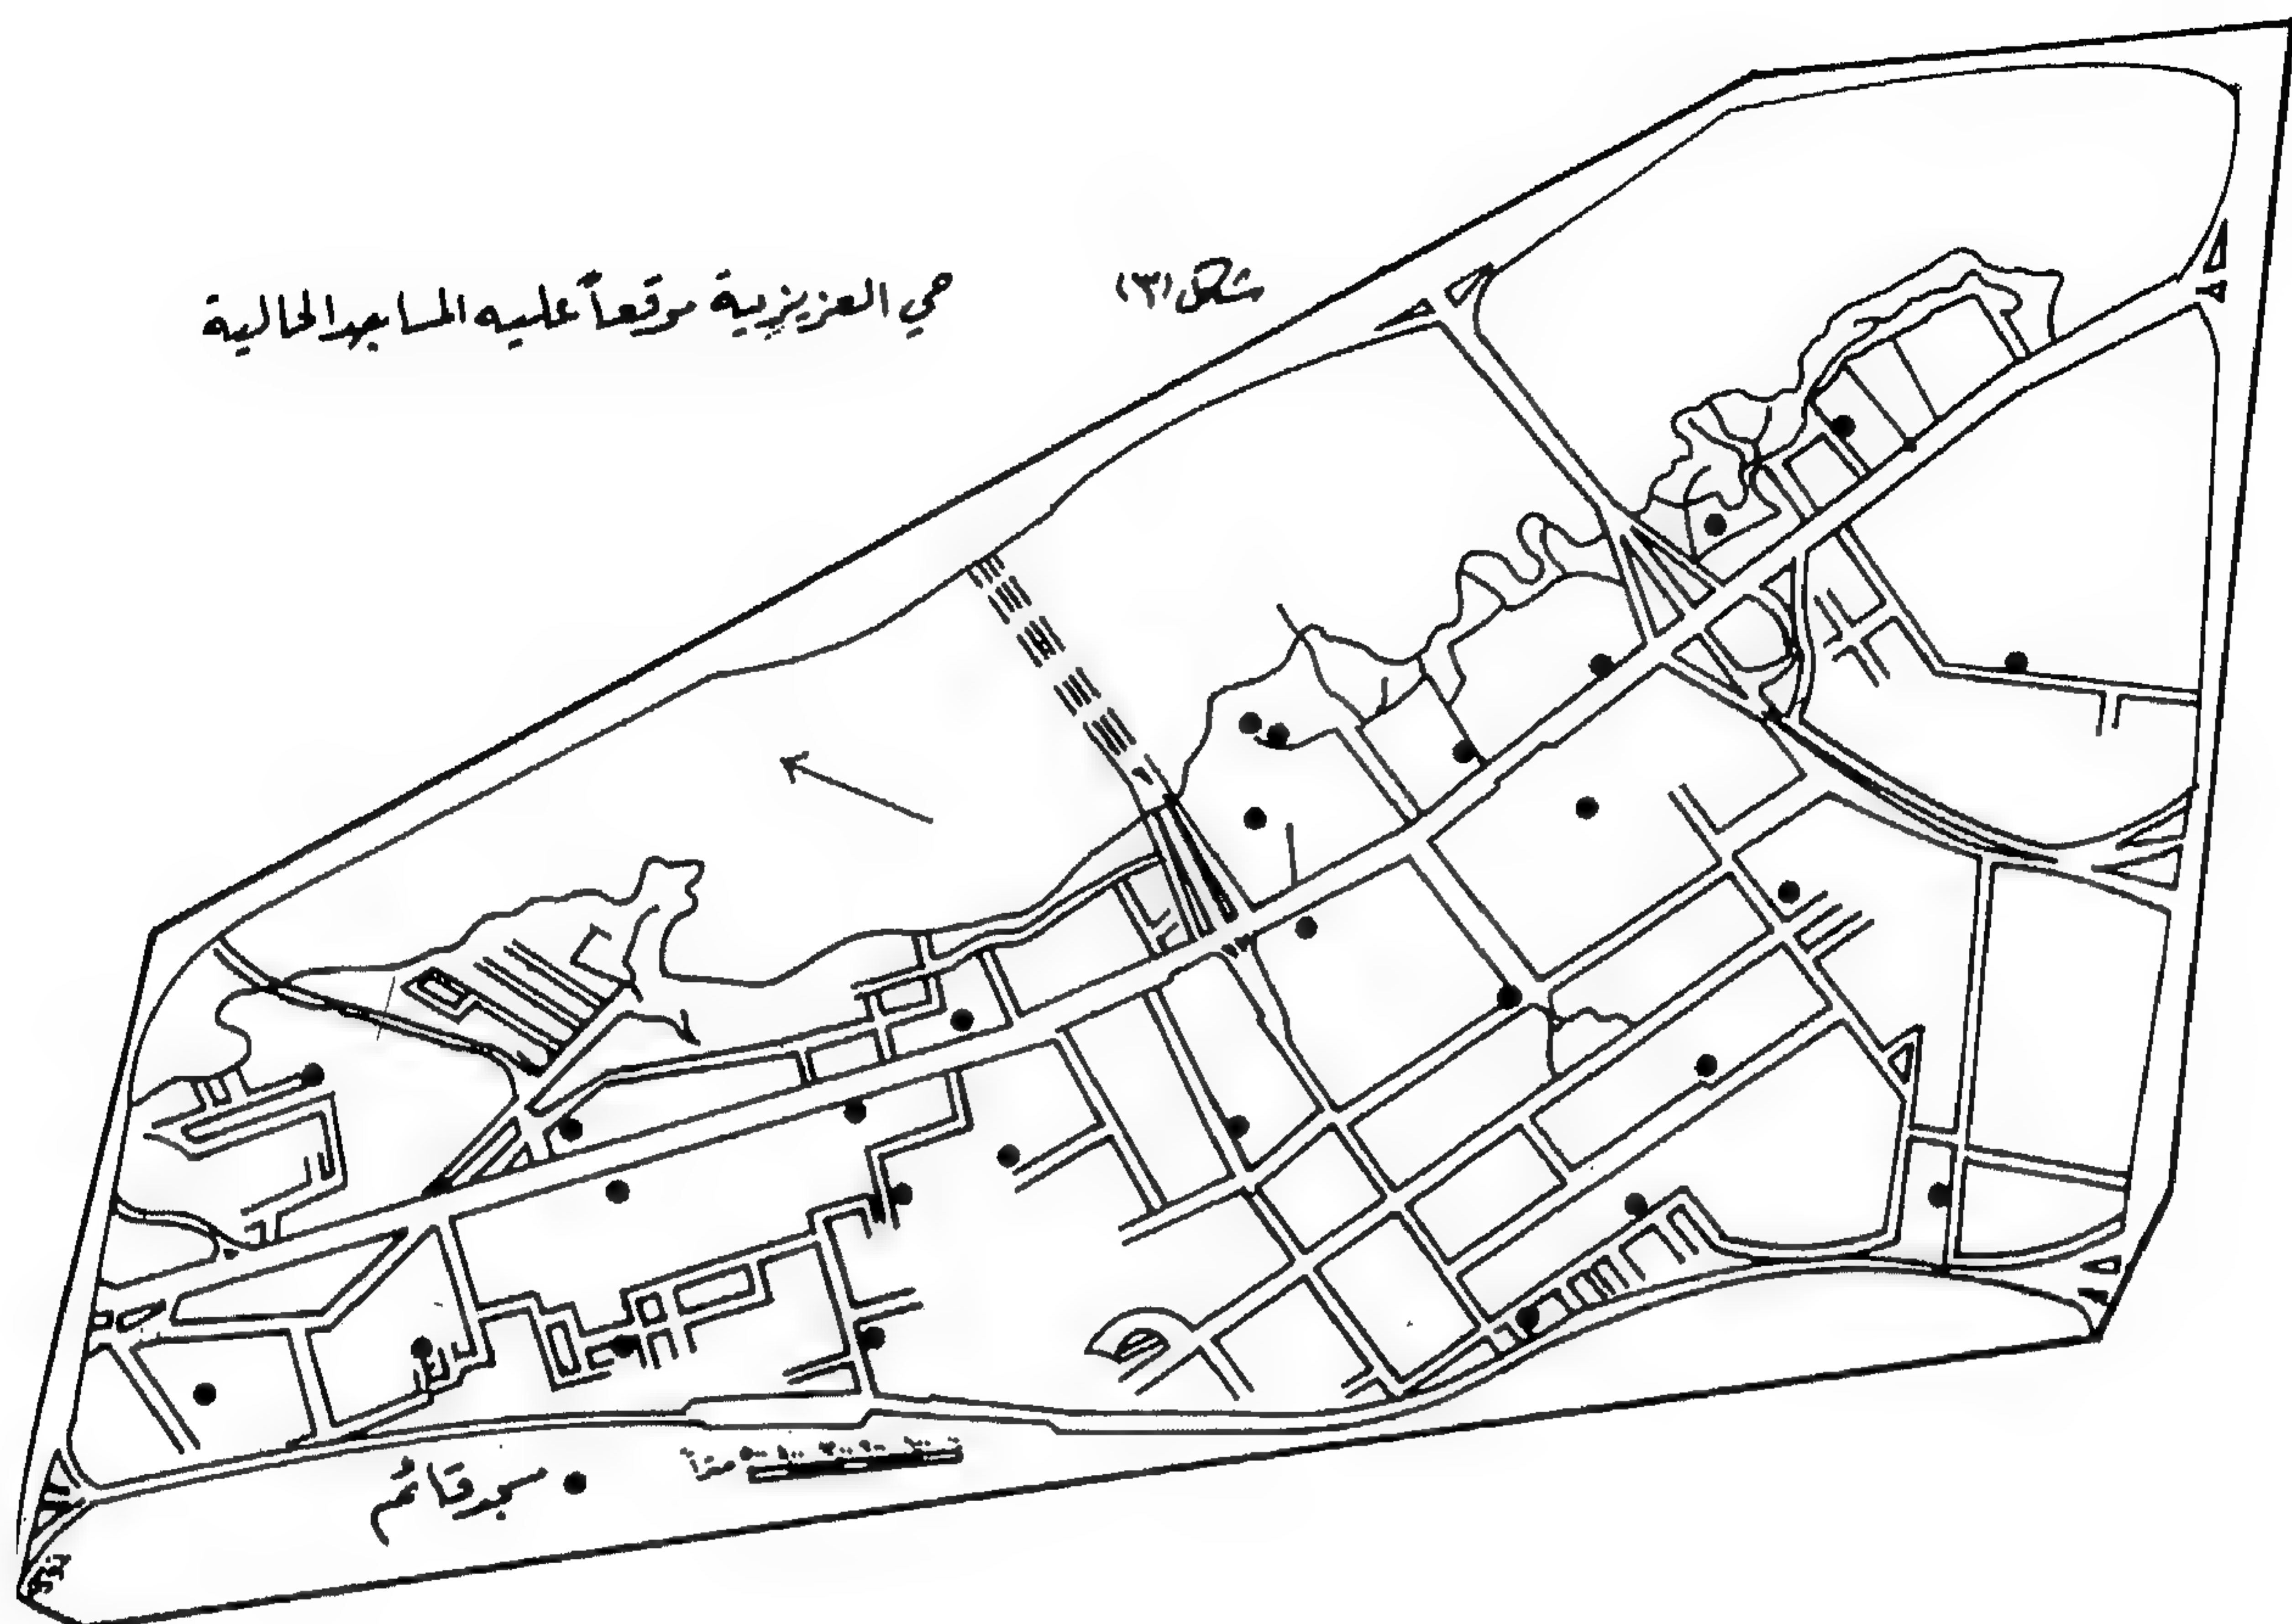 شكل (٣) حي العزيزية موقعاً عليه المساجد الحالية
مسجد قائم